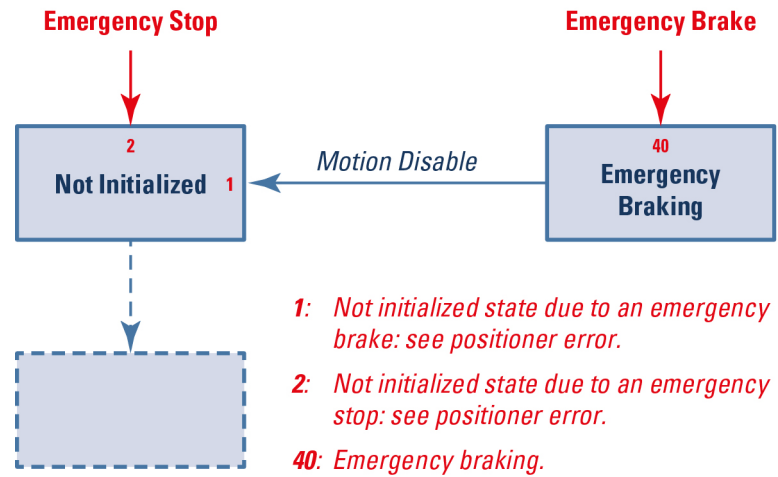 Emergency Stop
Emergency Brake
2
Not Initialized 1
Motion Disable
40
Emergency
Braking
1: Not initialized state due to an emergency
brake: see positioner error.
2: Not initialized state due to an emergency
stop: see positioner error.
40: Emergency braking.